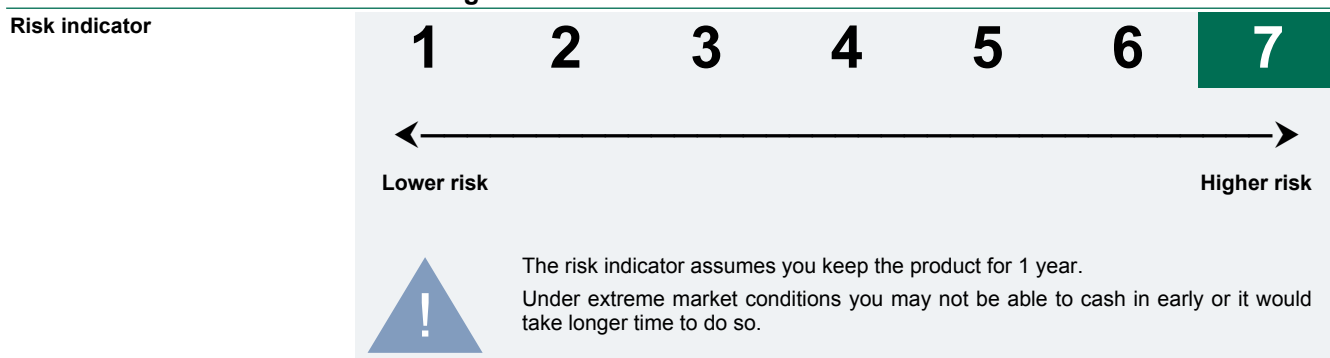 Risk indicator
1 2 3 4 5 6 7
Lower risk Higher risk
!
The risk indicator assumes you keep the product for 1 year.
Under extreme market conditions you may not be able to cash in early or it would
take longer time to do so.